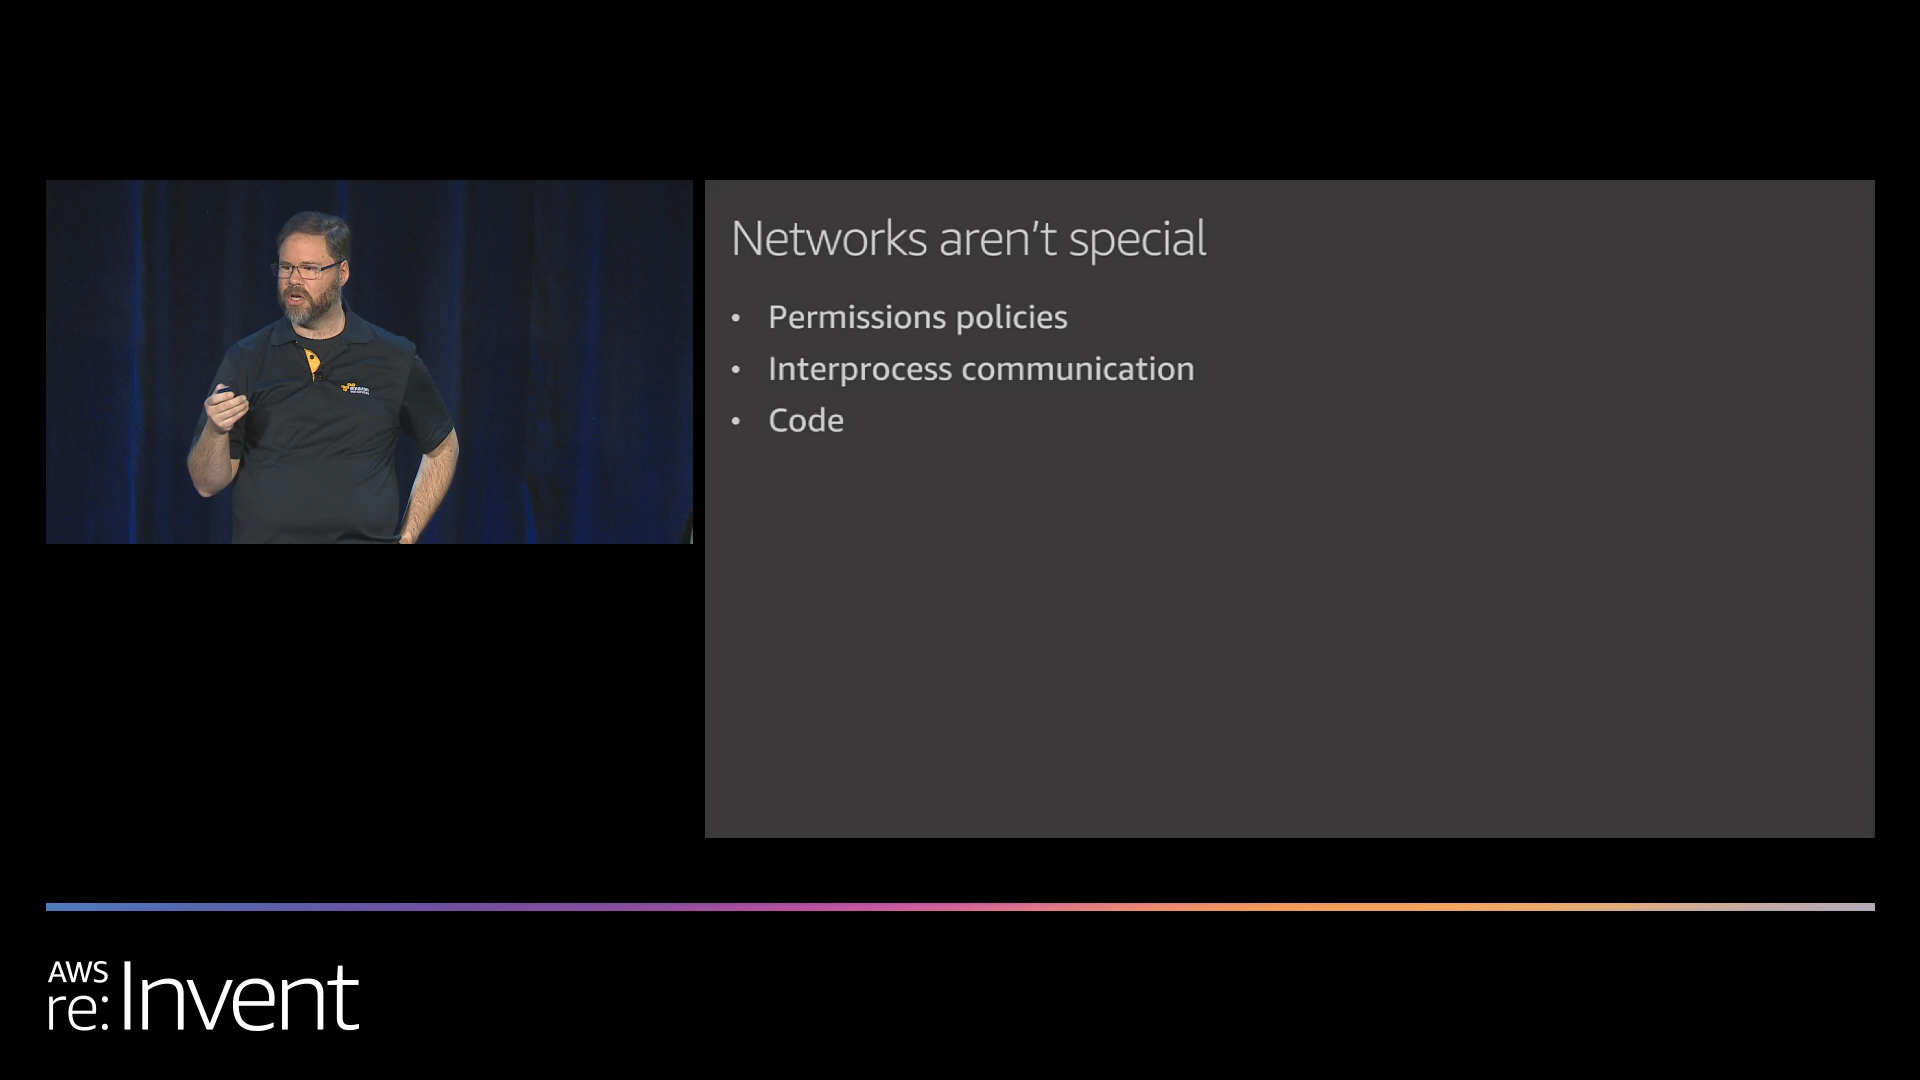 Networks aren't special
• Permissions policies
• Interprocess communication
• Code
AWS
re:Invent